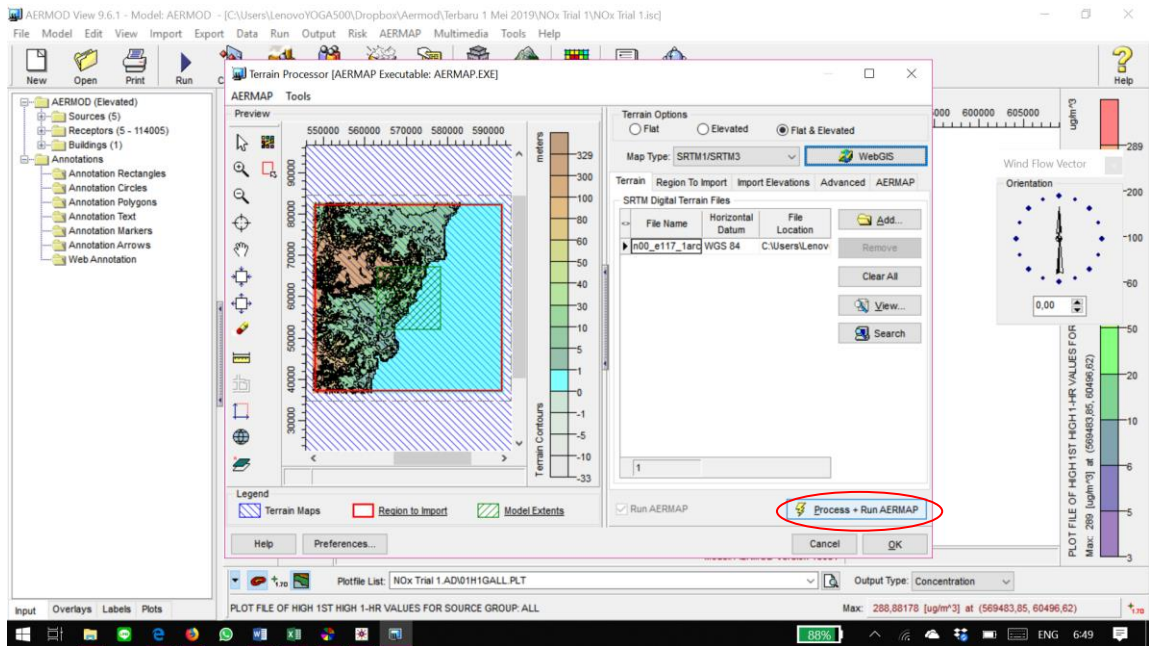 AERMOD View 9.6.1 - Model: AERMOD - [C:\Users\LenovoYOGA500\Dropbox\Aermod\Terbaru 1 Mei 2019\NOx Trial 1\NOx Trial 1.isc]
File Model Edit View Import Export Data Run Output Risk AERMAP Multimedia Tools Help
New Open Print Run Help
Terrain Processor [AERMAP Executable: AERMAP.EXE]
AERMAP Tools
AERMOD (Elevated)
Sources (5)
Receptors (5 - 114005)
Buildings (1)
Annotations
Annotation Rectangles
Annotation Circles
Annotation Polygons
Annotation Text
Annotation Markers
Annotation Arrows
Web Annotation
Preview
550000 560000 570000 580000 590000
90000
80000
70000
60000
50000
40000
30000
meters
329
300
100
80
60
50
40
30
10
5
1
0
-1
-5
-10
-33
Terrain Contours
Legend
Terrain Maps Region to Import Model Extents
Help Preferences...
Terrain Options
Flat Elevated Flat & Elevated
Map Type: SRTM1/SRTM3 WebGIS
Terrain Region To Import Import Elevations Advanced AERMAP
SRTM Digital Terrain Files
<> File Name Horizontal Datum File Location
n00_e117_1arc WGS 84 C:\Users\Lenov
Add...
Remove
Clear All
View...
Search
1
Run AERMAP Process + Run AERMAP
Cancel OK
600000 605000
Wind Flow Vector
Orientation
0,00
ug/m^3
289
200
100
60
50
20
10
6
5
3
PLOT FILE OF HIGH 1ST HIGH 1-HR VALUES FOR
Max: 289 [ug/m^3] at (569483,85, 60496,62)
1.70 Plotfile List: NOx Trial 1.AD\01H1GALL.PLT Output Type: Concentration
Input Overlays Labels Plots
PLOT FILE OF HIGH 1ST HIGH 1-HR VALUES FOR SOURCE GROUP: ALL Max: 288,88178 [ug/m^3] at (569483,85, 60496,62) 1.70
88% ENG 6:49